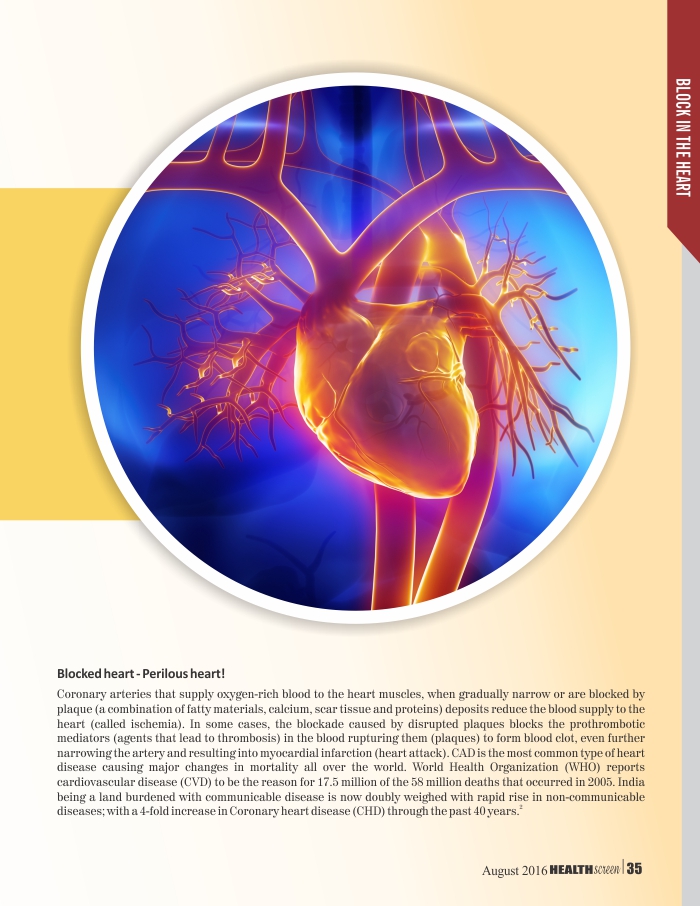 BLOCK IN THE HEART
Blocked heart - Perilous heart!
Coronary arteries that supply oxygen-rich blood to the heart muscles, when gradually narrow or are blocked by
plaque (a combination of fatty materials, calcium, scar tissue and proteins) deposits reduce the blood supply to the
heart (called ischemia). In some cases, the blockade caused by disrupted plaques blocks the prothrombotic
mediators (agents that lead to thrombosis) in the blood rupturing them (plaques) to form blood clot, even further
narrowing the artery and resulting into myocardial infarction (heart attack). CAD is the most common type of heart
disease causing major changes in mortality all over the world. World Health Organization (WHO) reports
cardiovascular disease (CVD) to be the reason for 17.5 million of the 58 million deaths that occurred in 2005. India
being a land burdened with communicable disease is now doubly weighed with rapid rise in non-communicable
diseases; with a 4-fold increase in Coronary heart disease (CHD) through the past 40 years.²
August 2016 HEALTHscreen | 35